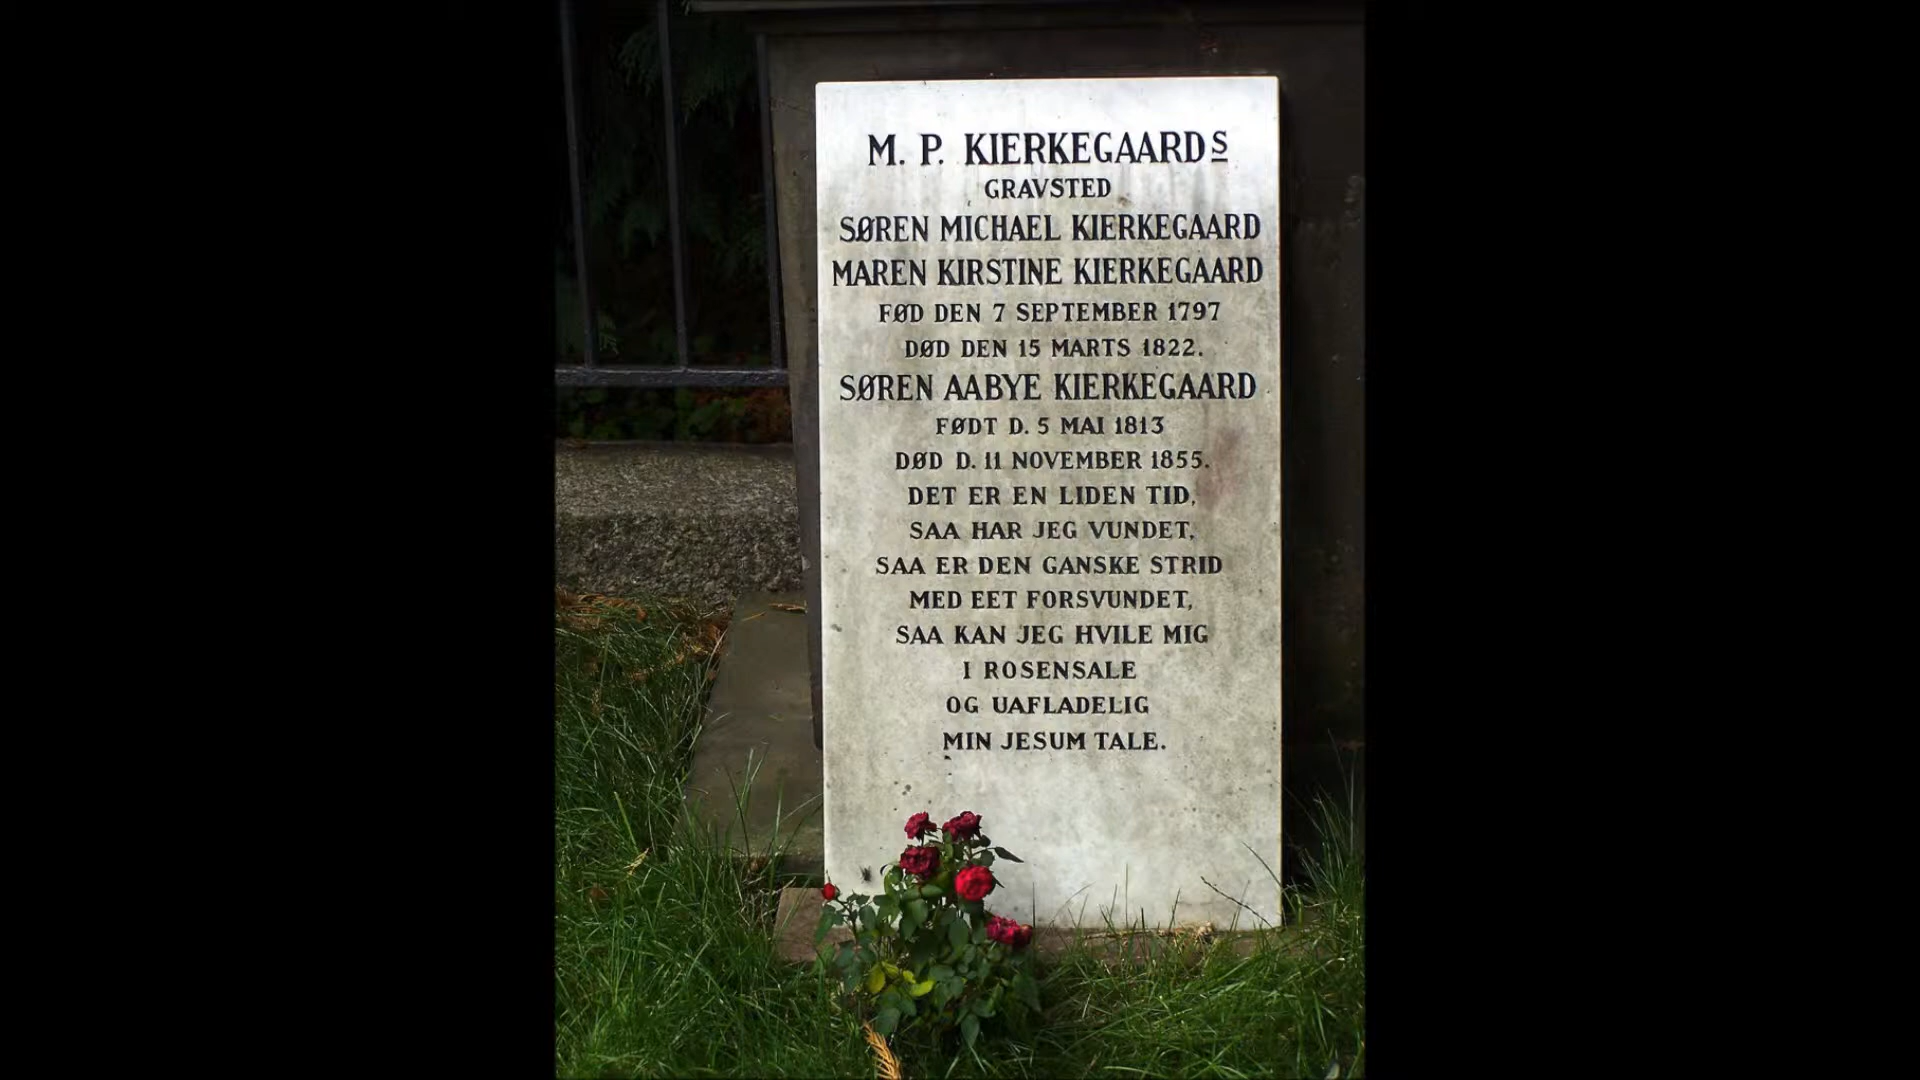 M. P. KIERKEGAARDS
GRAVSTED
SØREN MICHAEL KIERKEGAARD
MAREN KIRSTINE KIERKEGAARD
FØD DEN 7 SEPTEMBER 1797
DØD DEN 15 MARTS 1822.
SØREN AABYE KIERKEGAARD
FØDT D. 5 MAI 1813
DØD D. 11 NOVEMBER 1855.
DET ER EN LIDEN TID,
SAA HAR JEG VUNDET,
SAA ER DEN GANSKE STRID
MED EET FORSVUNDET,
SAA KAN JEG HVILE MIG
I ROSENSALE
OG UAFLADELIG
MIN JESUM TALE.